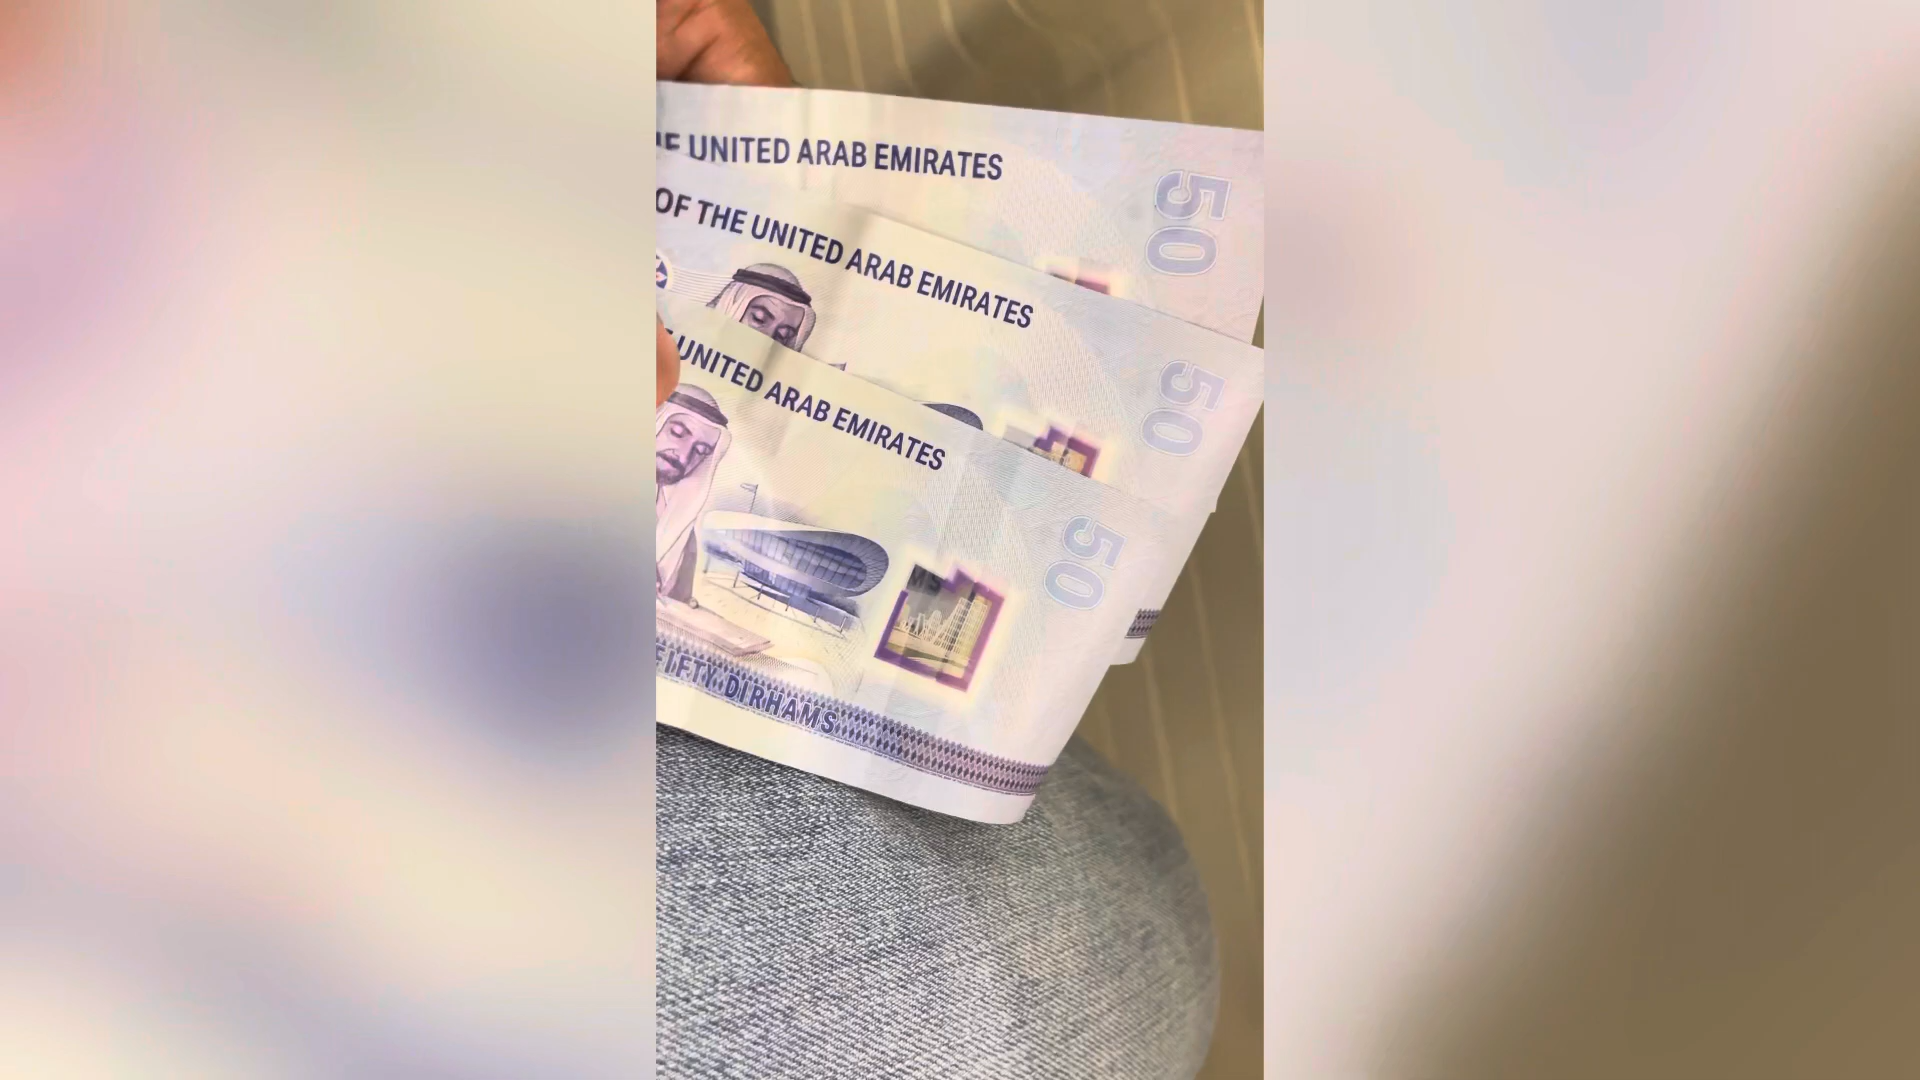 UNITED ARAB EMIRATES
50
OF THE UNITED ARAB EMIRATES
50
UNITED ARAB EMIRATES
50
FIFTY DIRHAMS